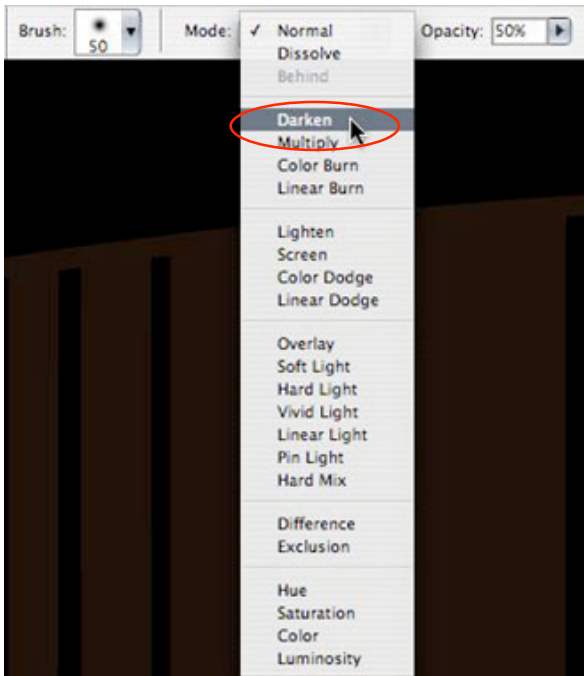 Brush: 50 Mode: ✓ Normal Opacity: 50%
Dissolve
Behind
Darken
Multiply
Color Burn
Linear Burn
Lighten
Screen
Color Dodge
Linear Dodge
Overlay
Soft Light
Hard Light
Vivid Light
Linear Light
Pin Light
Hard Mix
Difference
Exclusion
Hue
Saturation
Color
Luminosity